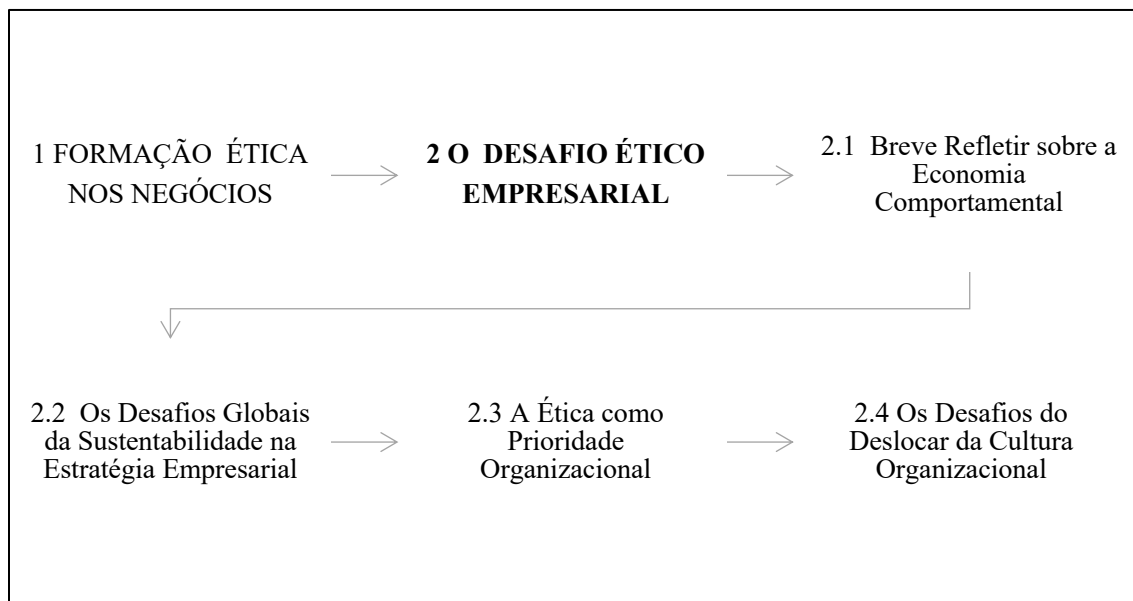 1 FORMAÇÃO ÉTICA
NOS NEGÓCIOS
2 O DESAFIO ÉTICO
EMPRESARIAL
2.1 Breve Refletir sobre a
Economia
Comportamental
2.2 Os Desafios Globais
da Sustentabilidade na
Estratégia Empresarial
2.3 A Ética como
Prioridade
Organizacional
2.4 Os Desafios do
Deslocar da Cultura
Organizacional